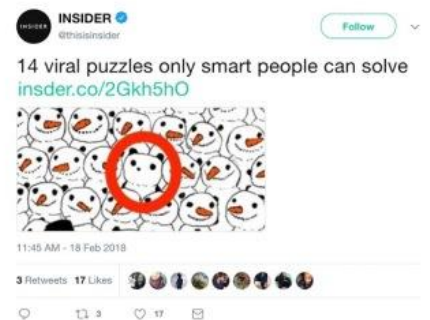 INSIDER
INSIDER
@thisisinsider
Follow
14 viral puzzles only smart people can solve
insder.co/2Gkh5hO
11:45 AM - 18 Feb 2018
3 Retweets 17 Likes
3
17